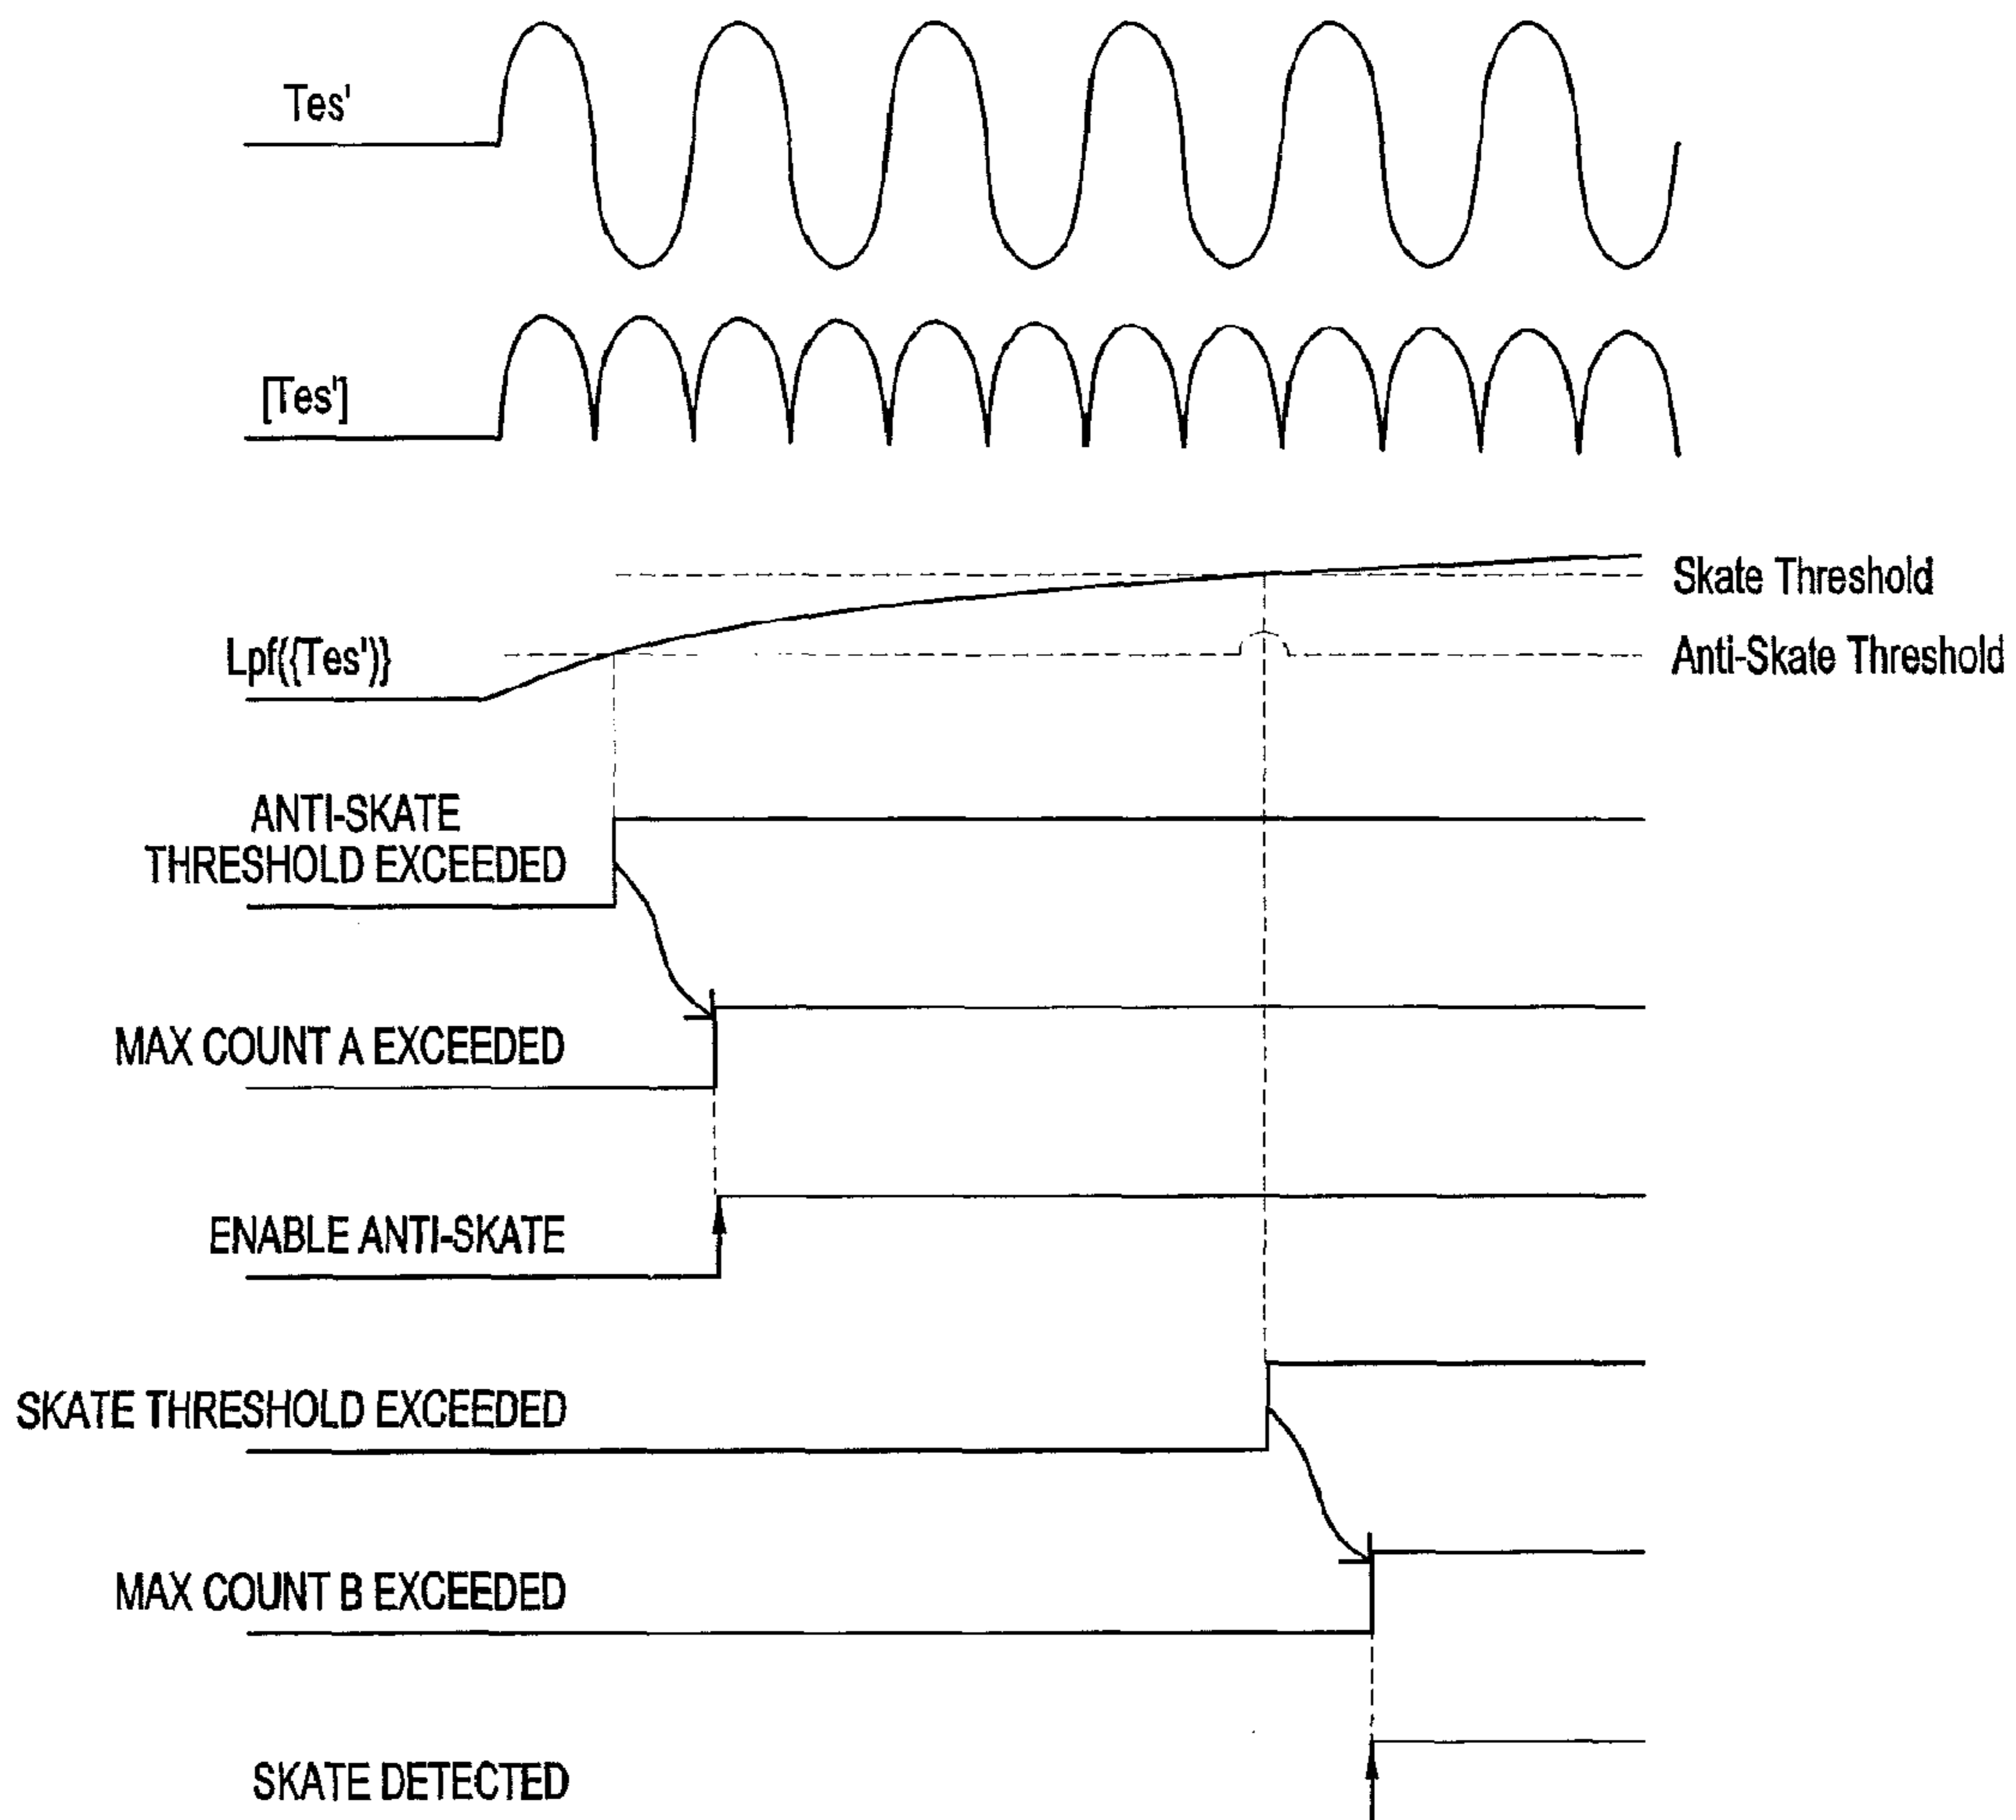 Tes'
[Tes']
Skate Threshold
Lpf({Tes')}
Anti-Skate Threshold
ANTI-SKATE
THRESHOLD EXCEEDED
MAX COUNT A EXCEEDED
ENABLE ANTI-SKATE
SKATE THRESHOLD EXCEEDED
MAX COUNT B EXCEEDED
SKATE DETECTED